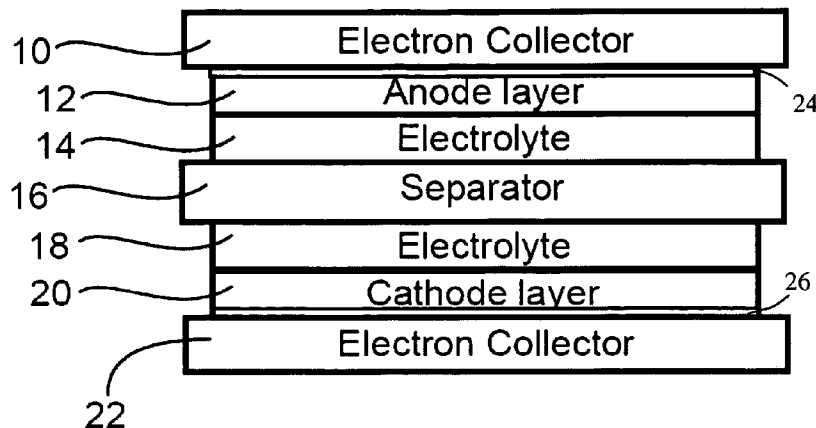 10 Electron Collector
12 Anode layer 24
14 Electrolyte
16 Separator
18 Electrolyte
20 Cathode layer 26
Electron Collector
22